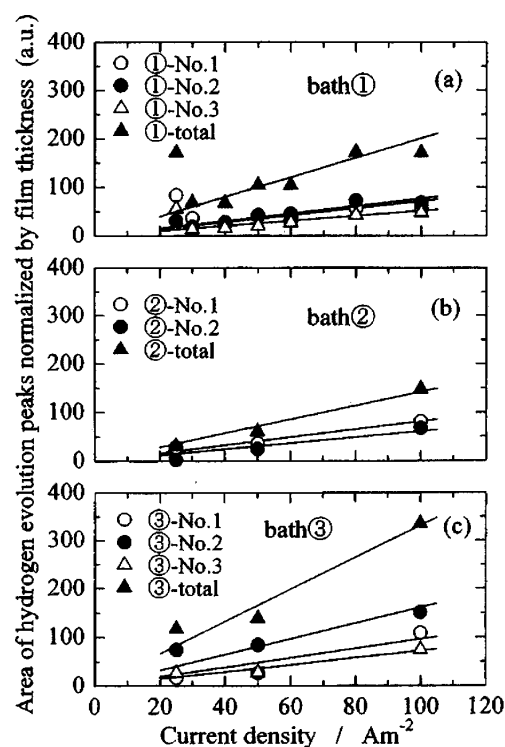 Area of hydrogen evolution peaks normalized by film thickness (a.u.)
400
300
200
100
0
○ ①-No.1
● ①-No.2
△ ①-No.3
▲ ①-total
bath①
(a)
400
300
200
100
0
○ ②-No.1
● ②-No.2
▲ ②-total
bath②
(b)
400
300
200
100
0
○ ③-No.1
● ③-No.2
△ ③-No.3
▲ ③-total
bath③
(c)
0 20 40 60 80 100 120
Current density / Am⁻²